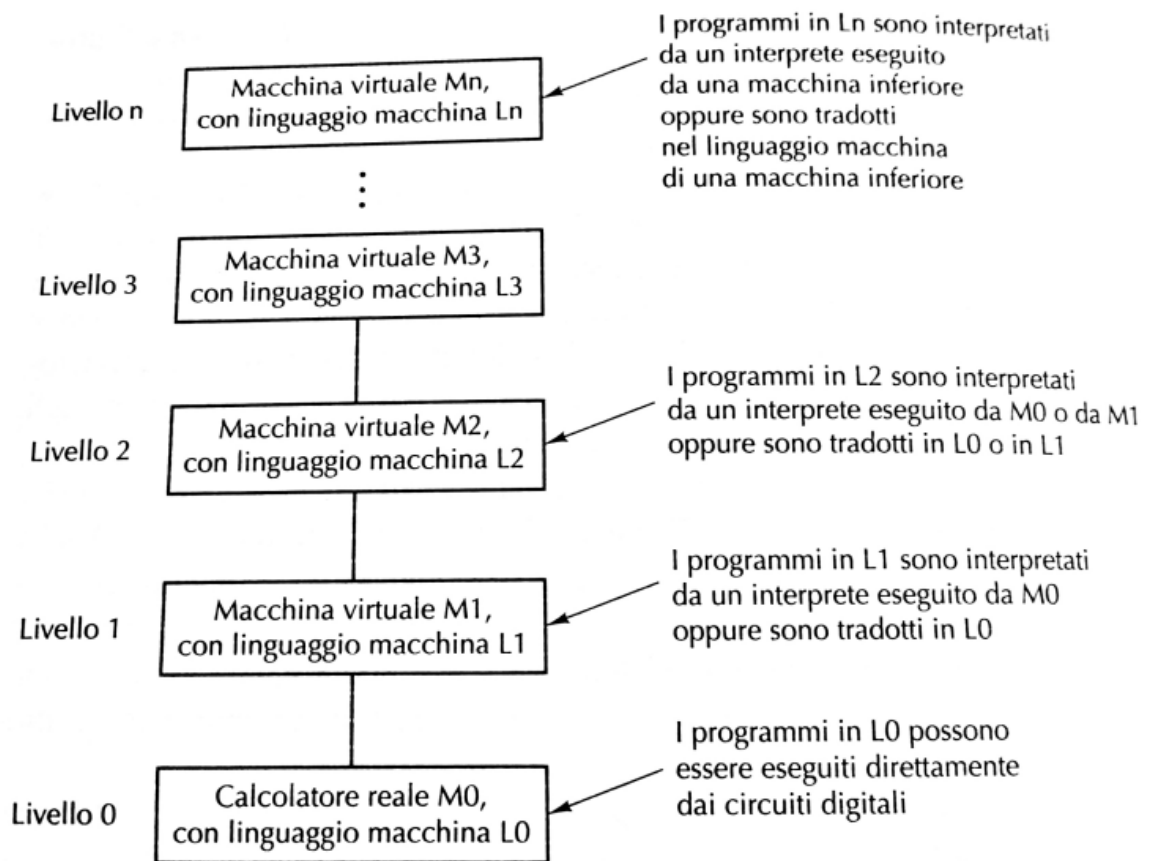 I programmi in Ln sono interpretati
da un interprete eseguito
da una macchina inferiore
oppure sono tradotti
nel linguaggio macchina
di una macchina inferiore
Livello n
Macchina virtuale Mn,
con linguaggio macchina Ln
Livello 3
Macchina virtuale M3,
con linguaggio macchina L3
I programmi in L2 sono interpretati
da un interprete eseguito da M0 o da M1
oppure sono tradotti in L0 o in L1
Livello 2
Macchina virtuale M2,
con linguaggio macchina L2
I programmi in L1 sono interpretati
da un interprete eseguito da M0
oppure sono tradotti in L0
Livello 1
Macchina virtuale M1,
con linguaggio macchina L1
I programmi in L0 possono
essere eseguiti direttamente
dai circuiti digitali
Livello 0
Calcolatore reale M0,
con linguaggio macchina L0